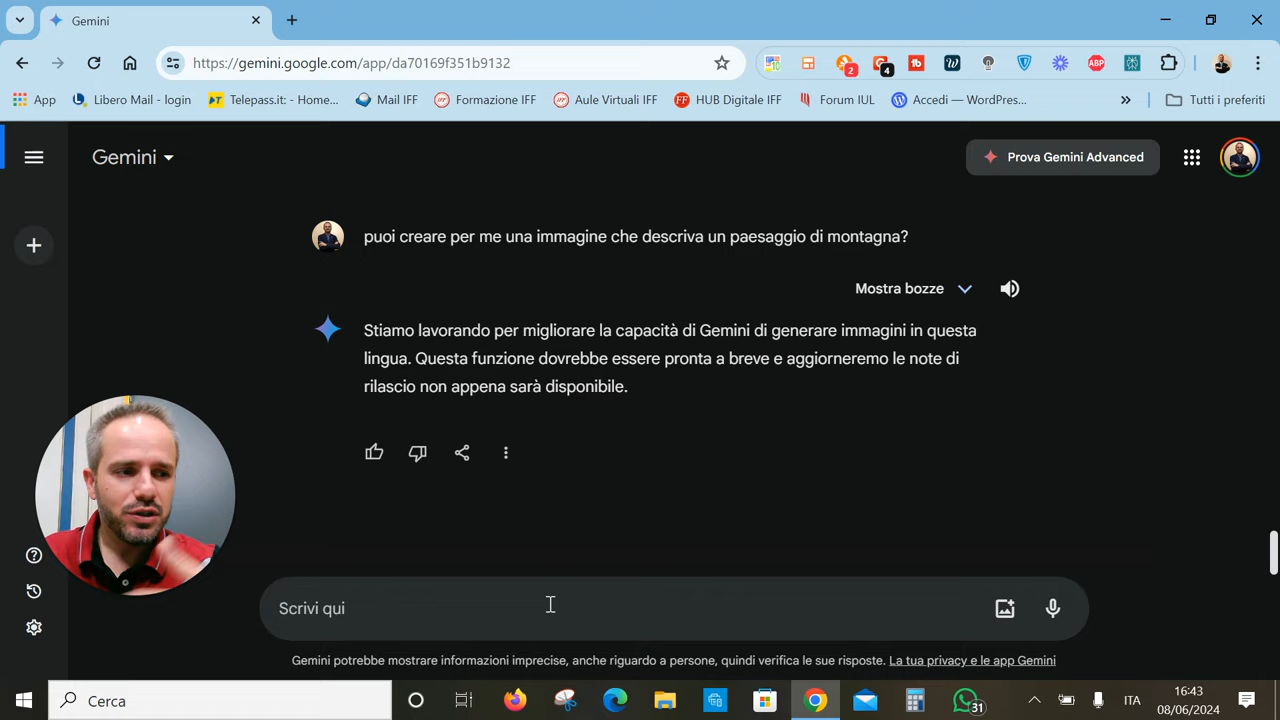 Gemini
https://gemini.google.com/app/da70169f351b9132
10
2
4
ABP
App
Libero Mail - login
Telepass.it: - Home...
Mail IFF
Formazione IFF
Aule Virtuali IFF
HUB Digitale IFF
Forum IUL
Accedi — WordPres...
»
Tutti i preferiti
Gemini
Prova Gemini Advanced
puoi creare per me una immagine che descriva un paesaggio di montagna?
Mostra bozze
Stiamo lavorando per migliorare la capacità di Gemini di generare immagini in questa
lingua. Questa funzione dovrebbe essere pronta a breve e aggiorneremo le note di
rilascio non appena sarà disponibile.
Scrivi qui
Gemini potrebbe mostrare informazioni imprecise, anche riguardo a persone, quindi verifica le sue risposte. La tua privacy e le app Gemini
Cerca
31
ITA
16:43
08/06/2024